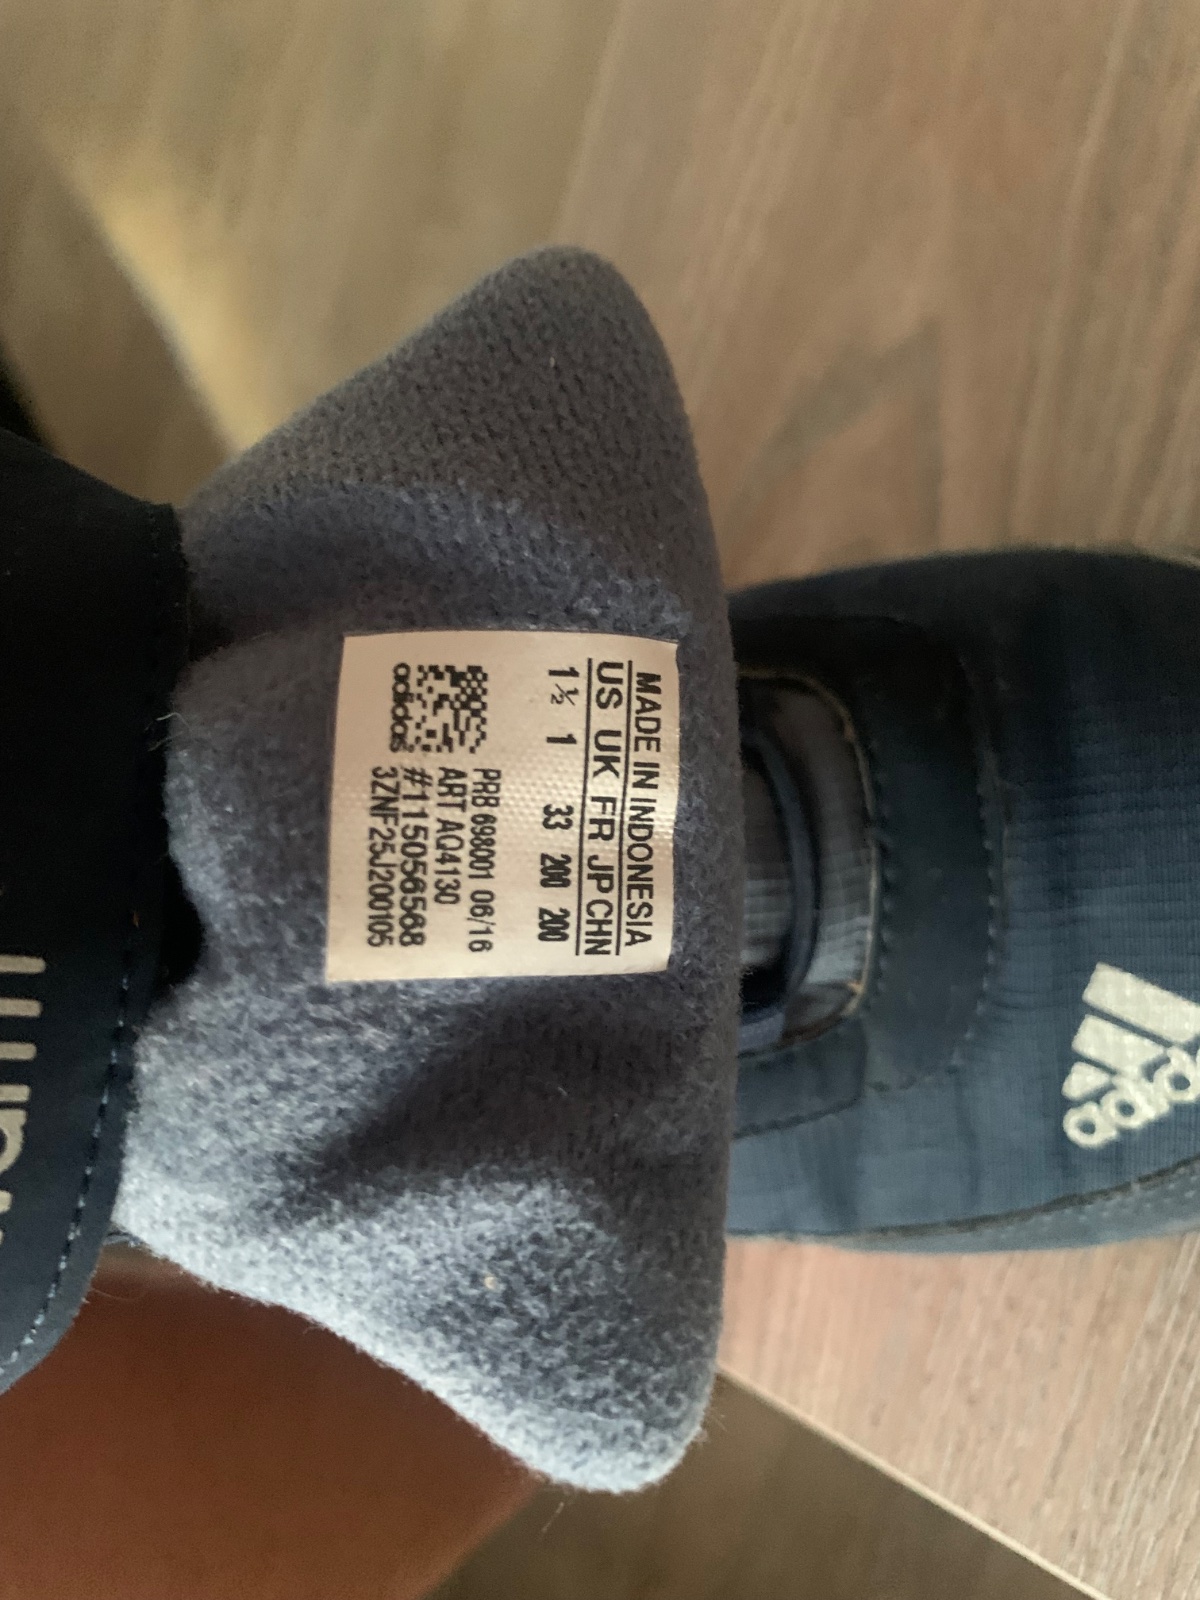 MADE IN INDONESIA
US UK FR JP CHN
1½ 1 33 200 200
PRB 698001 06/16
ART AQ4130
#115056568
3ZNF25J200105
adidas
adidas